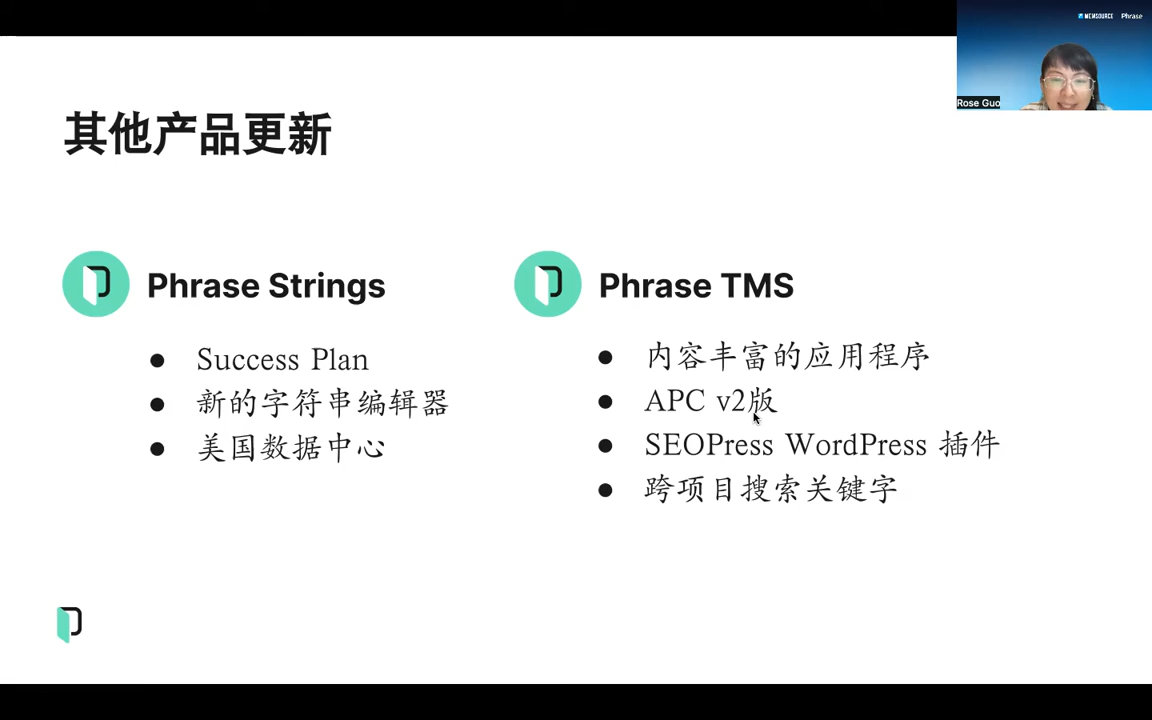 MEMSOURCE Phrase
Rose Guo
其他产品更新
Phrase Strings
Success Plan
新的字符串编辑器
美国数据中心
Phrase TMS
内容丰富的应用程序
APC v2版
SEOPress WordPress 插件
跨项目搜索关键字